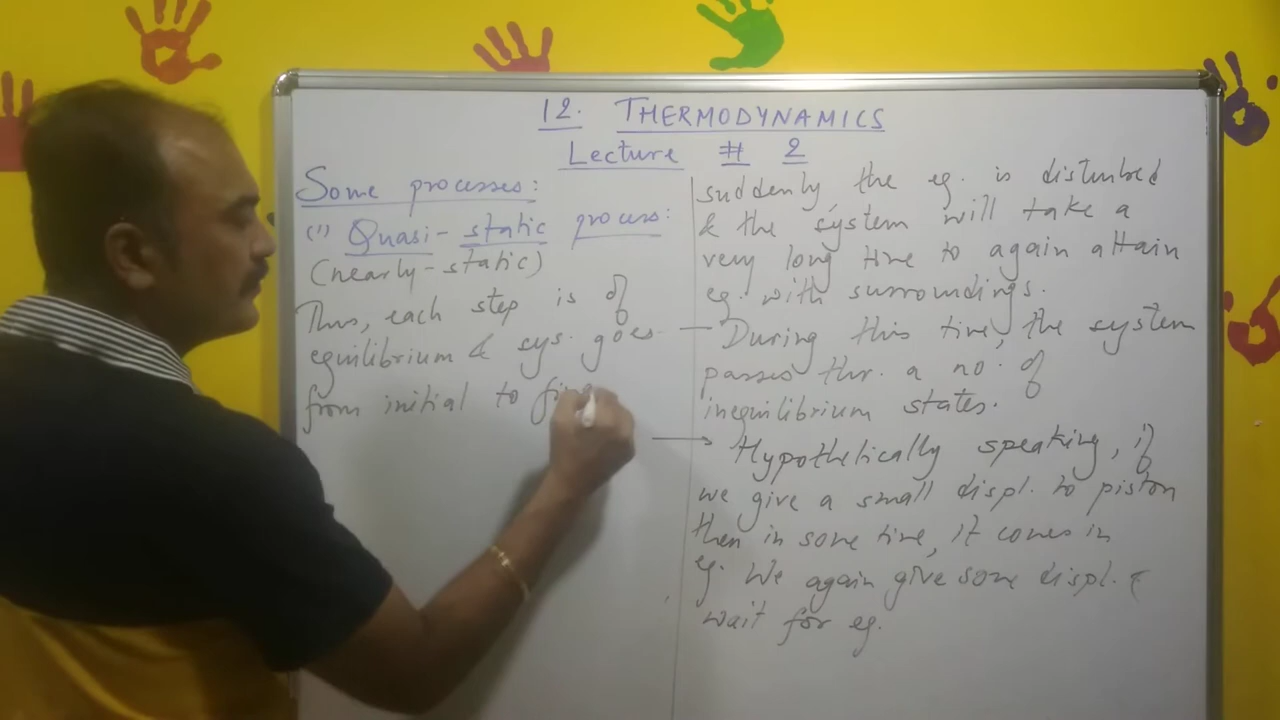 12. THERMODYNAMICS
Lecture # 2
Some processes:
(1) Quasi-static process:
(nearly-static)
Thus, each step is of
equilibrium & sys. goes
from initial to fin
suddenly, the eq. is disturbed
& the system will take a
very long time to again attain
eq. with surroundings.
— During this time, the system
passes thr. a no. of
inequilibrium states.
→ Hypothetically speaking, if
we give a small displ. to piston
then in some time, it comes in
eq. We again give some displ. &
wait for eq.